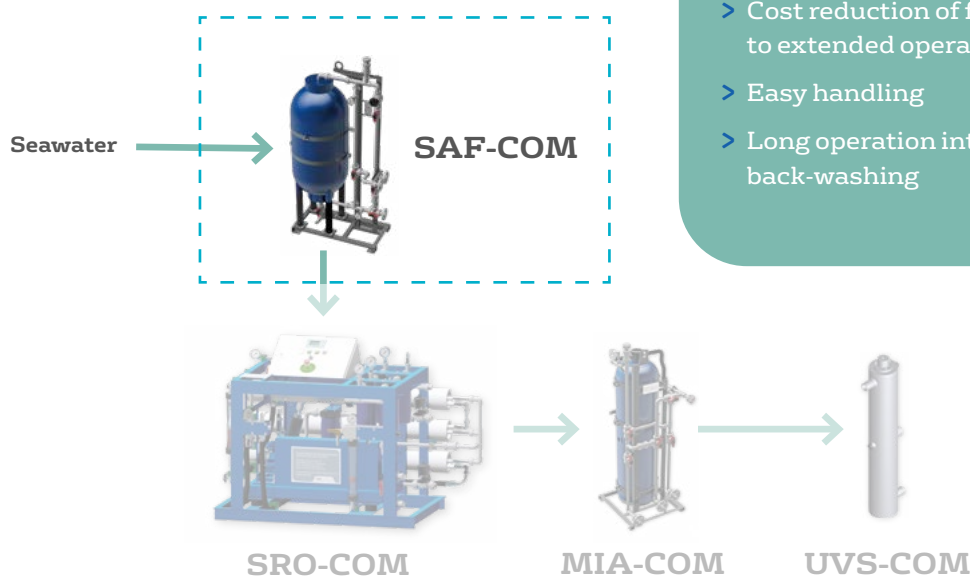 > Cost reduction of
to extended opera
> Easy handling
> Long operation
back-washing
Seawater
SAF-COM
SRO-COM
MIA-COM
UVS-COM